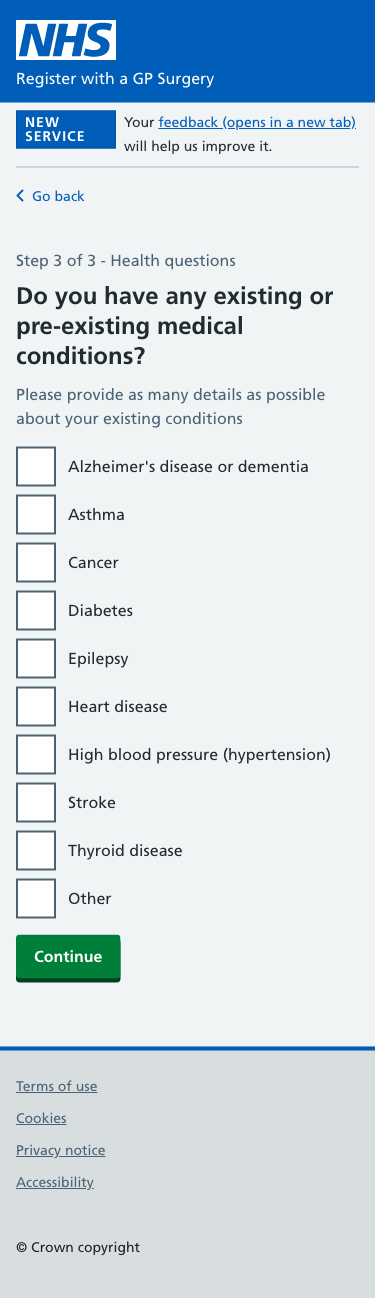 NHS
Register with a GP Surgery
NEW
SERVICE
Your feedback (opens in a new tab)
will help us improve it.
Go back
Step 3 of 3 - Health questions
Do you have any existing or
pre-existing medical
conditions?
Please provide as many details as possible
about your existing conditions
Alzheimer's disease or dementia
Asthma
Cancer
Diabetes
Epilepsy
Heart disease
High blood pressure (hypertension)
Stroke
Thyroid disease
Other
Continue
Terms of use
Cookies
Privacy notice
Accessibility
© Crown copyright